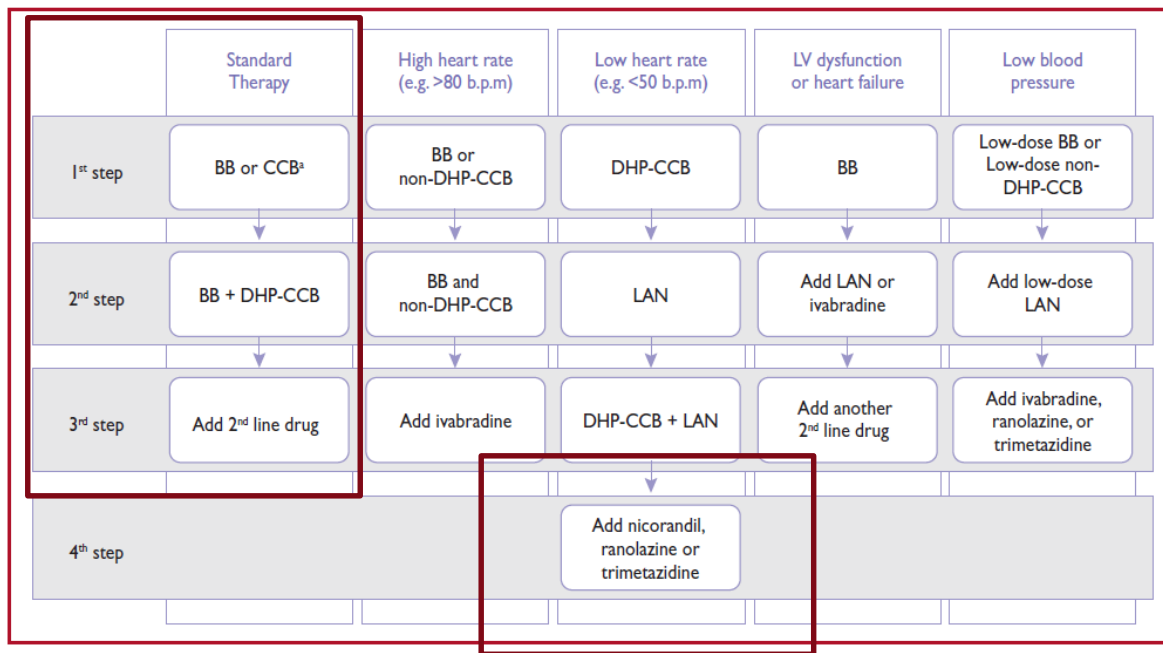 Standard
Therapy
High heart rate
(e.g. >80 b.p.m)
Low heart rate
(e.g. <50 b.p.m)
LV dysfunction
or heart failure
Low blood
pressure
1st step
BB or CCBª
BB or
non-DHP-CCB
DHP-CCB
BB
Low-dose BB or
Low-dose non-
DHP-CCB
2nd step
BB + DHP-CCB
BB and
non-DHP-CCB
LAN
Add LAN or
ivabradine
Add low-dose
LAN
3rd step
Add 2nd line drug
Add ivabradine
DHP-CCB + LAN
Add another
2nd line drug
Add ivabradine,
ranolazine, or
trimetazidine
4th step
Add nicorandil,
ranolazine or
trimetazidine